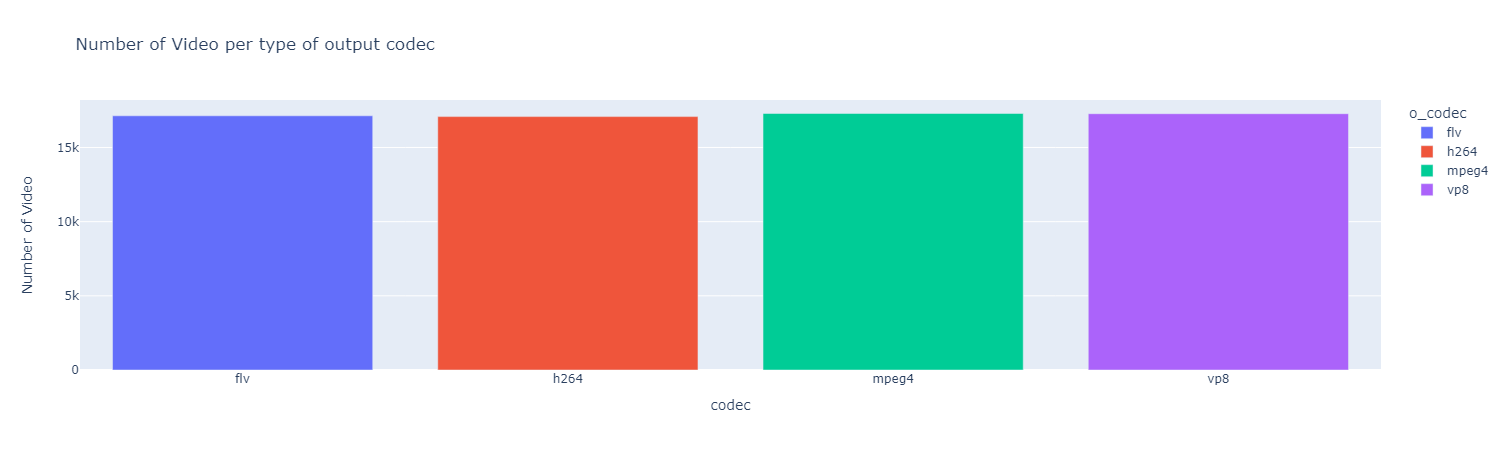 Number of Video per type of output codec
Number of Video
15k
10k
5k
0
flv
h264
mpeg4
vp8
codec
o_codec
flv
h264
mpeg4
vp8